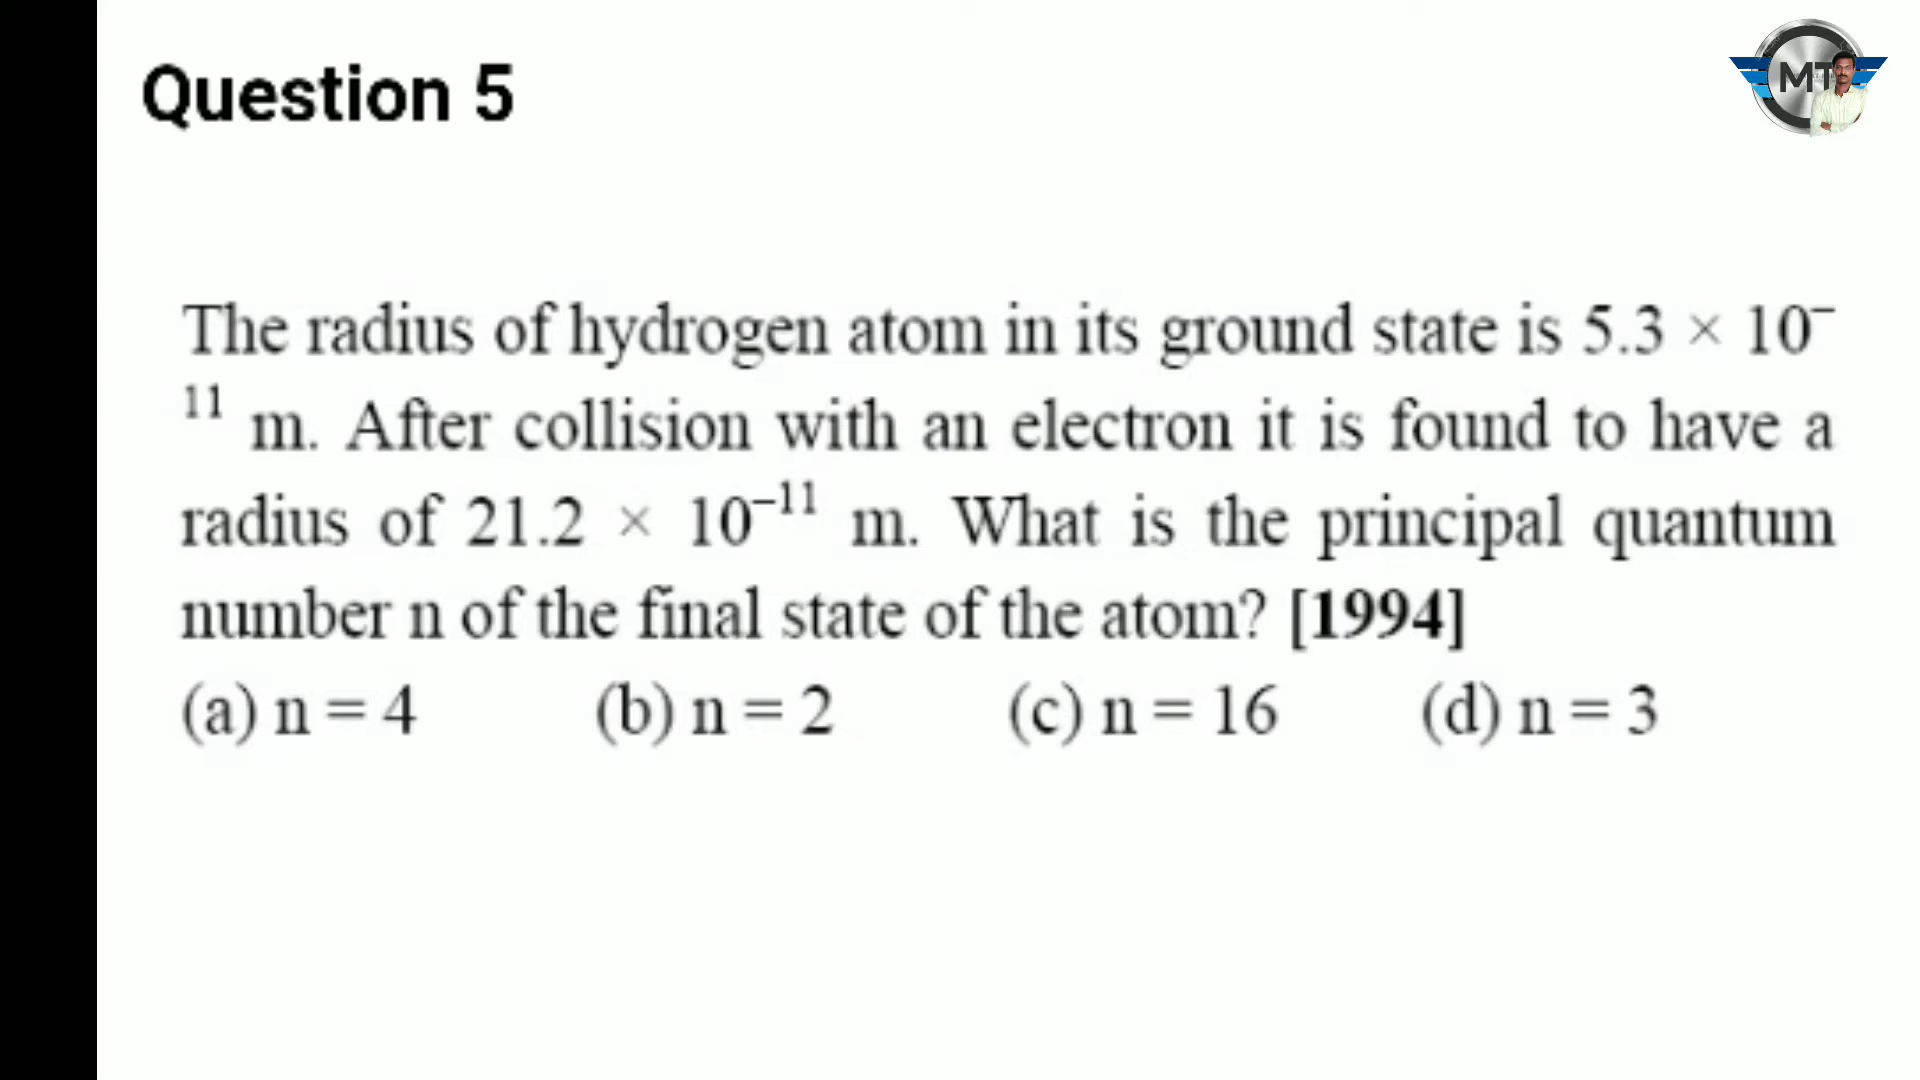 Question 5
MT
The radius of hydrogen atom in its ground state is 5.3 × 10⁻
¹¹ m. After collision with an electron it is found to have a
radius of 21.2 × 10⁻¹¹ m. What is the principal quantum
number n of the final state of the atom? [1994]
(a) n = 4 (b) n = 2 (c) n = 16 (d) n = 3